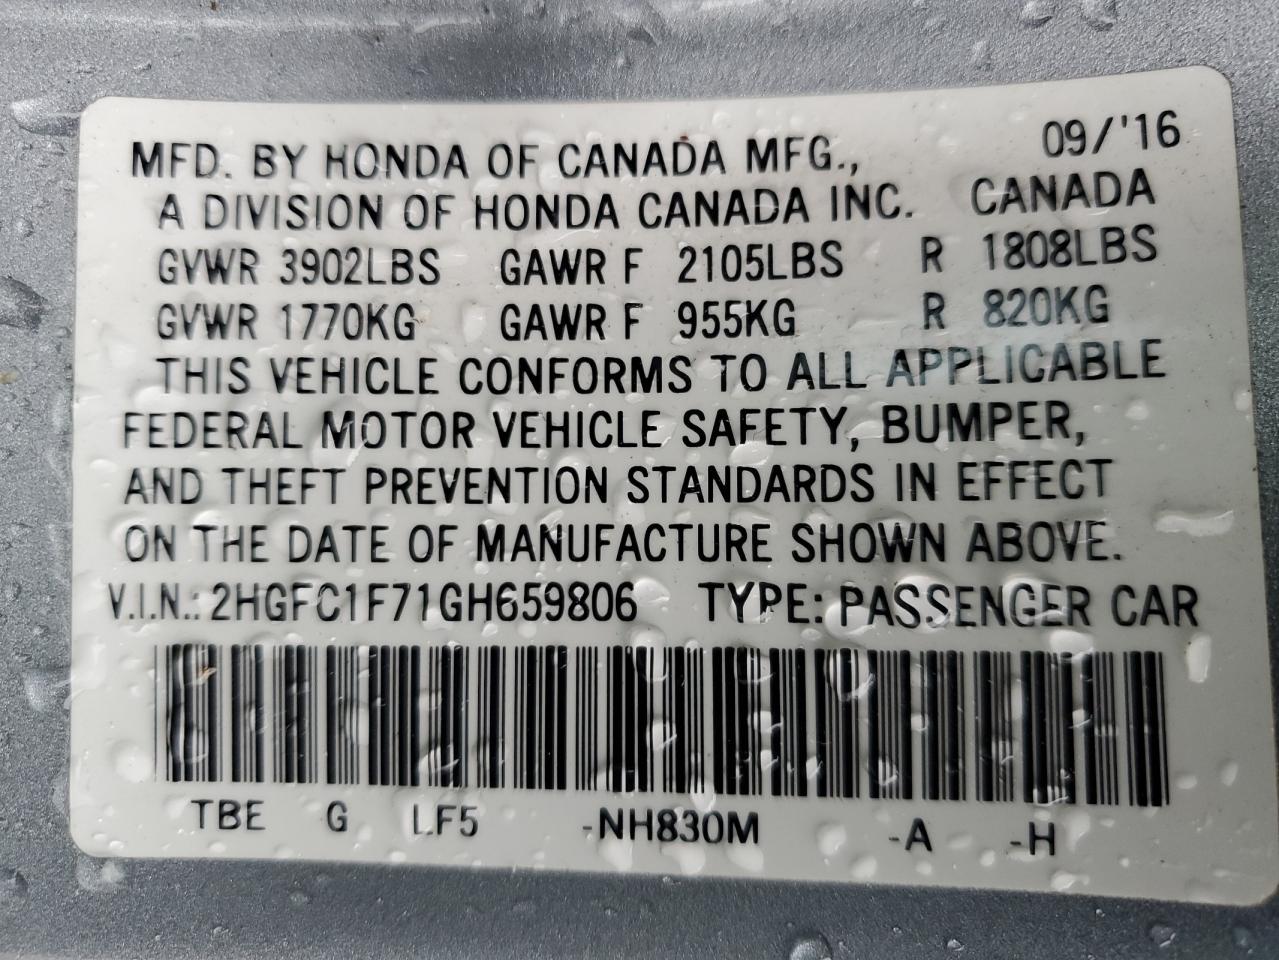 MFD. BY HONDA OF CANADA MFG., 09/'16
A DIVISION OF HONDA CANADA INC. CANADA
GVWR 3902LBS GAWR F 2105LBS R 1808LBS
GVWR 1770KG GAWR F 955KG R 820KG
THIS VEHICLE CONFORMS TO ALL APPLICABLE
FEDERAL MOTOR VEHICLE SAFETY, BUMPER,
AND THEFT PREVENTION STANDARDS IN EFFECT
ON THE DATE OF MANUFACTURE SHOWN ABOVE.
V.I.N.: 2HGFC1F71GH659806 TYPE: PASSENGER CAR
TBE G LF5 -NH830M -A -H